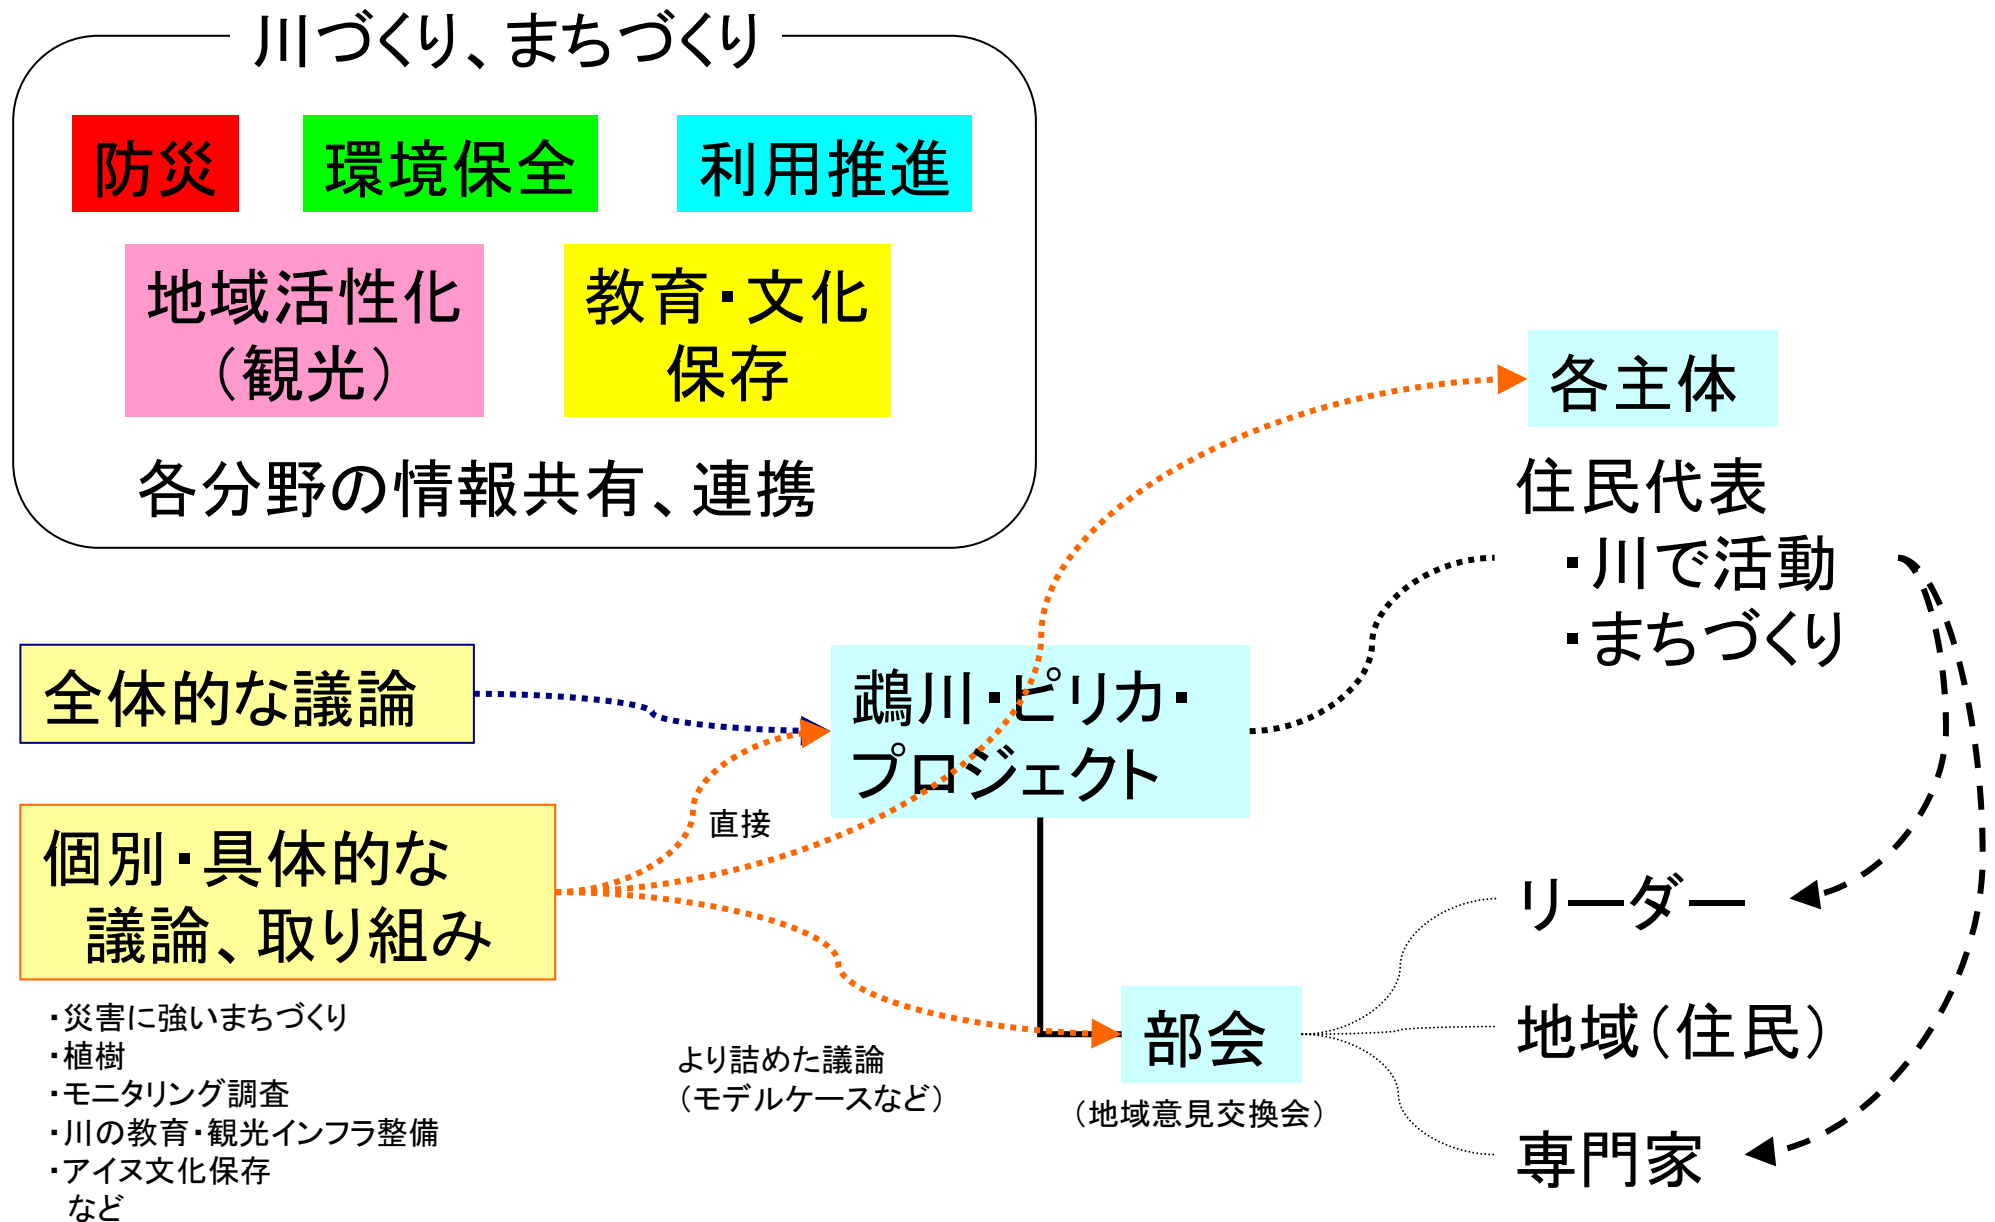 川づくり、まちづくり
防災
環境保全
利用推進
地域活性化
（観光）
教育・文化
保存
各分野の情報共有、連携
各主体
住民代表
・川で活動
・まちづくり
全体的な議論
鵡川・ピリカ・
プロジェクト
個別・具体的な
議論、取り組み
直接
・災害に強いまちづくり
・植樹
・モニタリング調査
・川の教育・観光インフラ整備
・アイヌ文化保存
など
より詰めた議論
（モデルケースなど）
部会
（地域意見交換会）
リーダー
地域（住民）
専門家